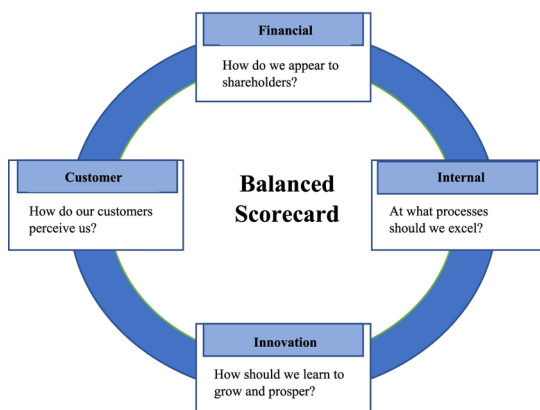 Financial
How do we appear to
shareholders?
Customer
How do our customers
perceive us?
Balanced
Scorecard
Internal
At what processes
should we excel?
Innovation
How should we learn to
grow and prosper?